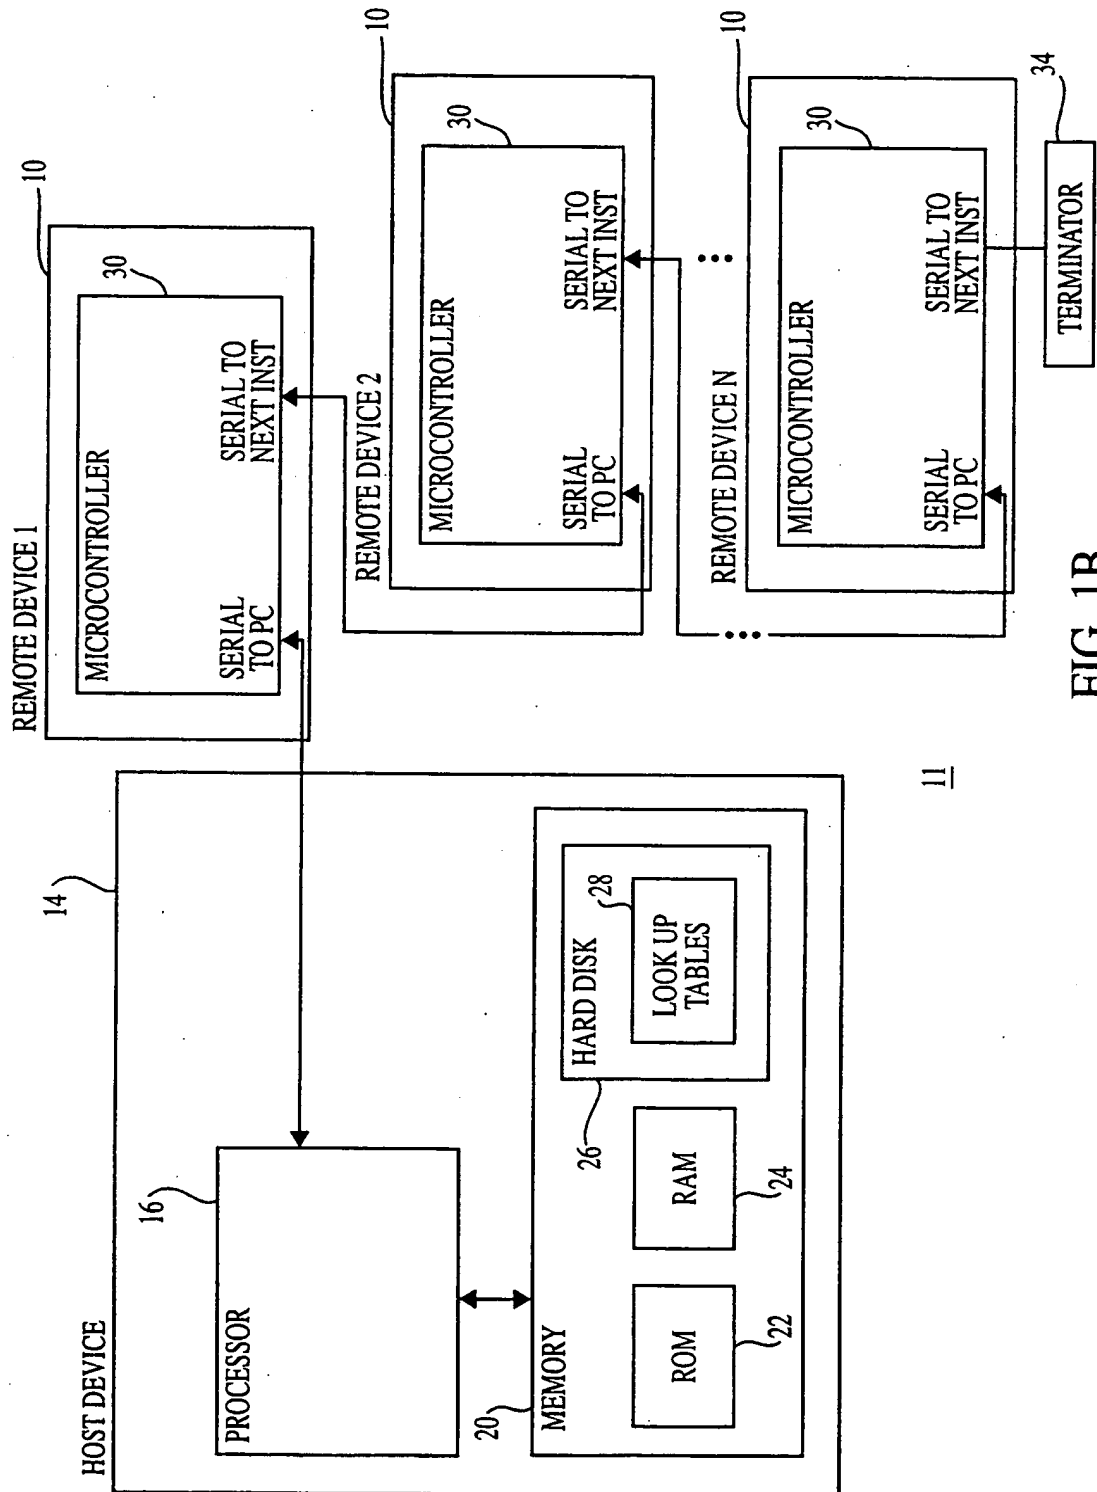 HOST DEVICE
14
PROCESSOR
16
20
MEMORY
ROM
22
RAM
24
26
HARD DISK
28
LOOK UP
TABLES
11
REMOTE DEVICE 1
10
MICROCONTROLLER
30
SERIAL
TO PC
SERIAL TO
NEXT INST
REMOTE DEVICE 2
10
MICROCONTROLLER
30
SERIAL
TO PC
SERIAL TO
NEXT INST
REMOTE DEVICE N
10
MICROCONTROLLER
30
SERIAL
TO PC
SERIAL TO
NEXT INST
TERMINATOR
34
FIG. 1B